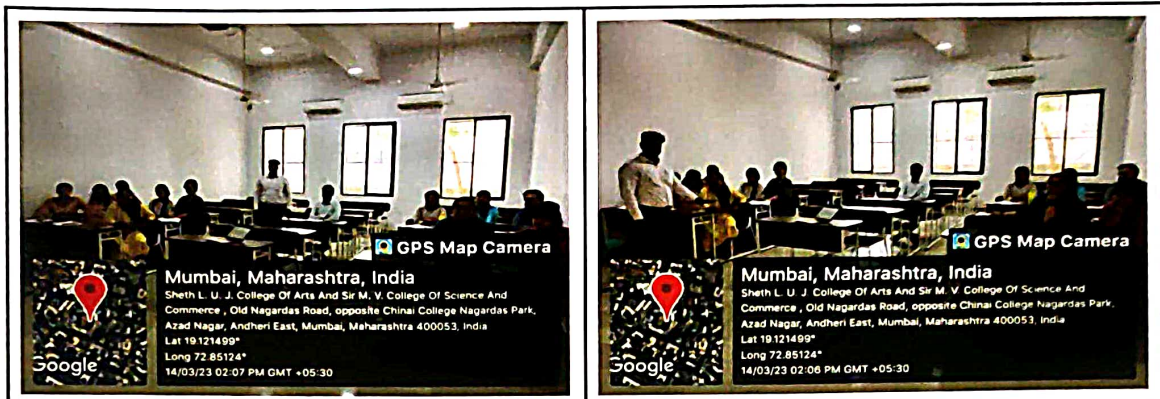 GPS Map Camera
Mumbai, Maharashtra, India
Sheth L. U. J. College Of Arts And Sir M. V. College Of Science And
Commerce , Old Nagardas Road, opposite Chinai College Nagardas Park,
Azad Nagar, Andheri East, Mumbai, Maharashtra 400053, India
Lat 19.121499°
Long 72.85124°
14/03/23 02:07 PM GMT +05:30
Google
GPS Map Camera
Mumbai, Maharashtra, India
Sheth L. U. J. College Of Arts And Sir M. V. College Of Science And
Commerce , Old Nagardas Road, opposite Chinai College Nagardas Park,
Azad Nagar, Andheri East, Mumbai, Maharashtra 400053, India
Lat 19.121499°
Long 72.85124°
14/03/23 02:06 PM GMT +05:30
Google